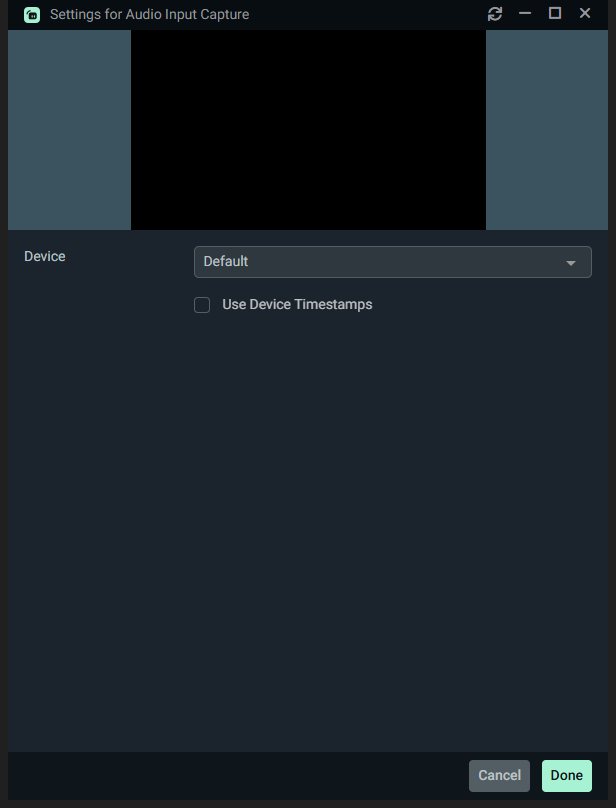 Settings for Audio Input Capture
Device
Default
Use Device Timestamps
Cancel
Done